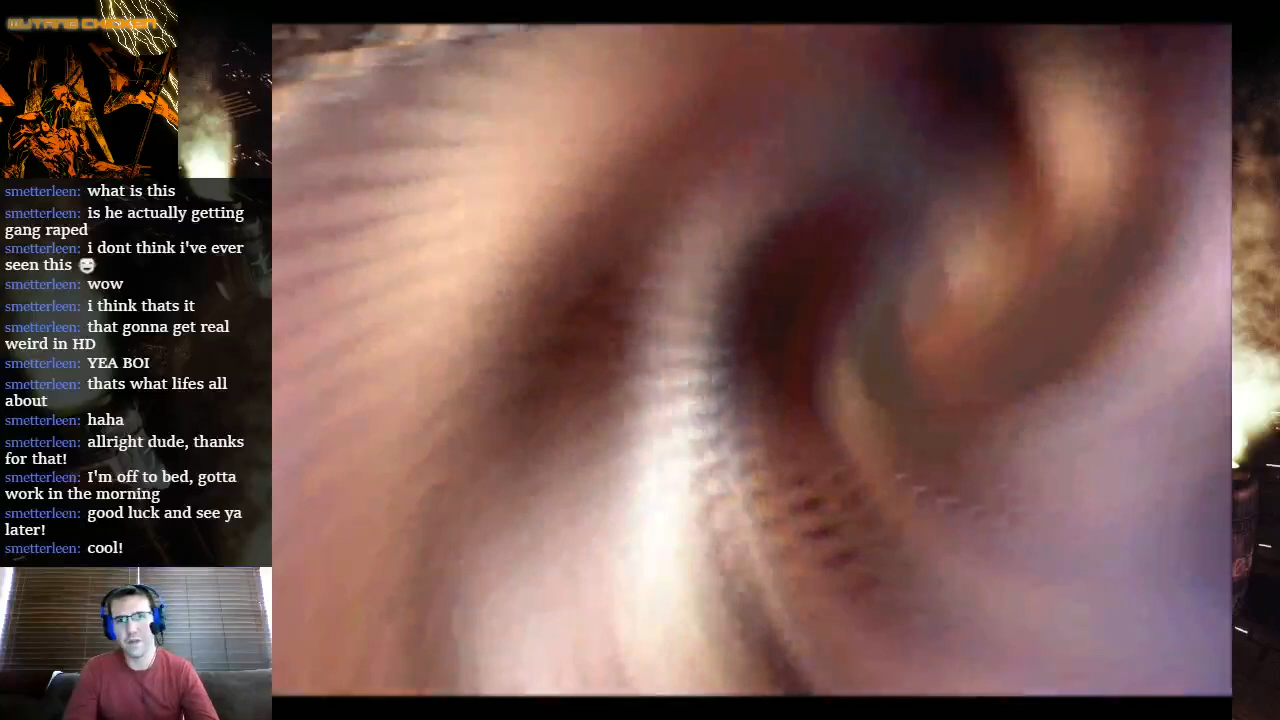 WUTANG CHICKEN
smetterleen: what is this
smetterleen: is he actually getting
gang raped
smetterleen: i dont think i've ever
seen this
smetterleen: wow
smetterleen: i think thats it
smetterleen: that gonna get real
weird in HD
smetterleen: YEA BOI
smetterleen: thats what lifes all
about
smetterleen: haha
smetterleen: allright dude, thanks
for that!
smetterleen: I'm off to bed, gotta
work in the morning
smetterleen: good luck and see ya
later!
smetterleen: cool!